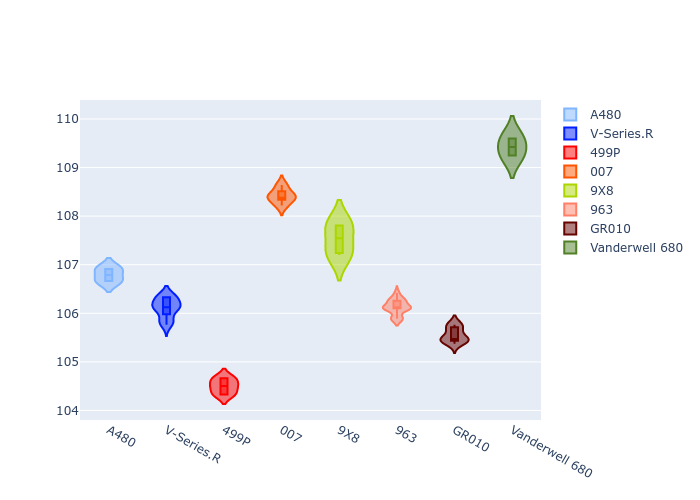 110
109
108
107
106
105
104
A480
V-Series.R
499P
007
9X8
963
GR010
Vanderwell 680
A480
V-Series.R
499P
007
9X8
963
GR010
Vanderwell 680